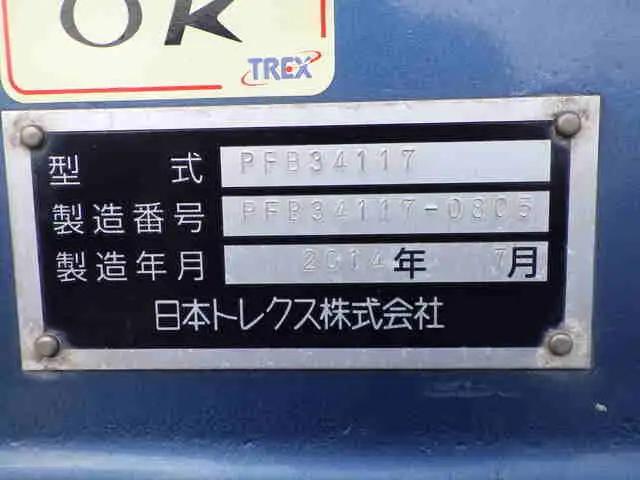 OK
TREX
型 式 PFB34117
製造番号 PFB34117-0805
製造年月 2014年 7月
日本トレクス株式会社